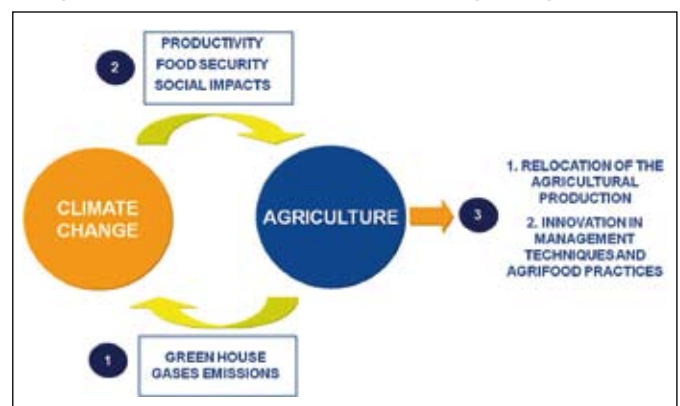 2
PRODUCTIVITY
FOOD SECURITY
SOCIAL IMPACTS
CLIMATE
CHANGE
AGRICULTURE
3
1. RELOCATION OF THE
AGRICULTURAL
PRODUCTION
2. INNOVATION IN
MANAGEMENT
TECHNIQUES AND
AGRIFOOD PRACTICES
1
GREEN HOUSE
GASES EMISSIONS